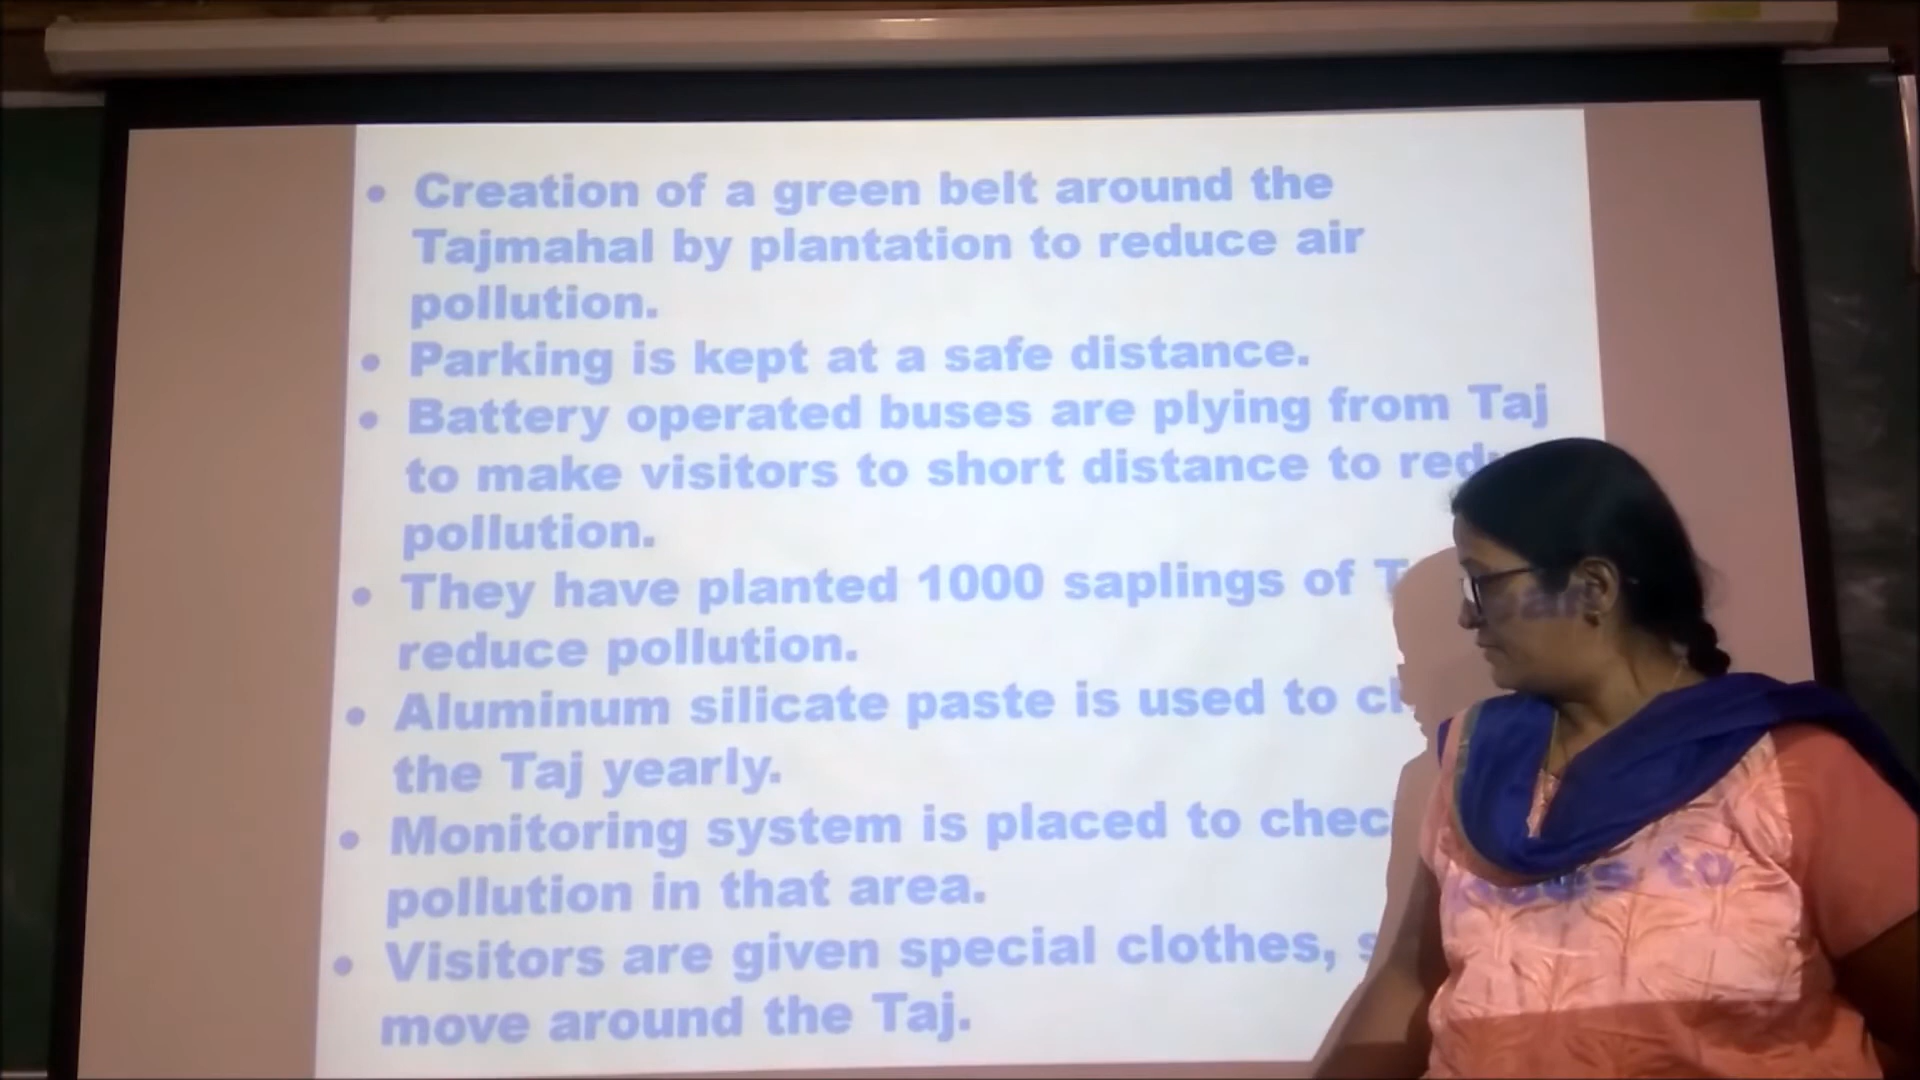 • Creation of a green belt around the
Tajmahal by plantation to reduce air
pollution.
• Parking is kept at a safe distance.
• Battery operated buses are plying from Taj
to make visitors to short distance to
pollution.
• They have planted 1000 saplings of
reduce pollution.
• Aluminum silicate paste is used to
the Taj yearly.
• Monitoring system is placed to
pollution in that area.
• Visitors are given special clothes,
to
move around the Taj.